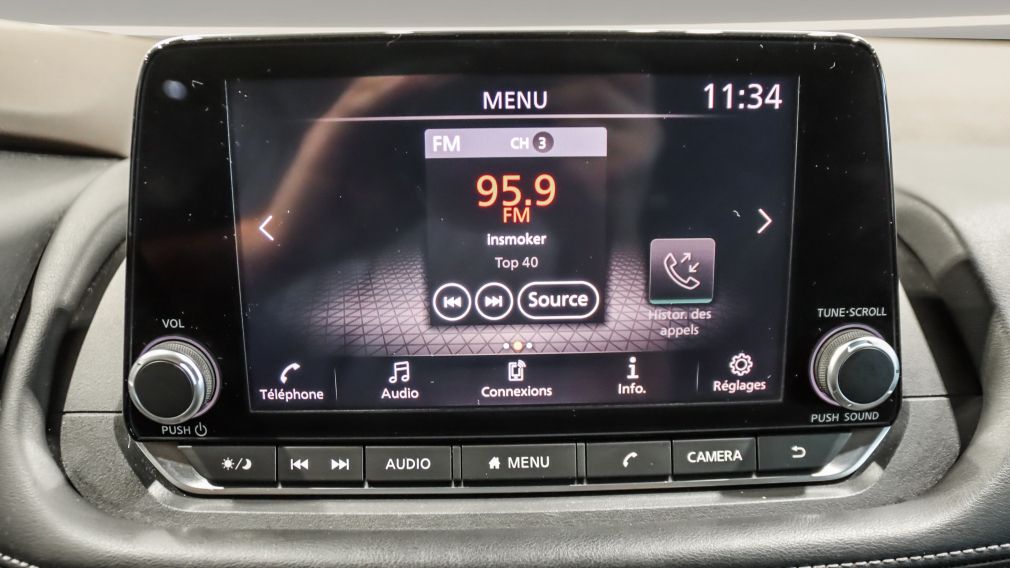 MENU 11:34
FM CH 3
95.9
FM
insmoker
Top 40
Source
Histor. des
appels
VOL
TUNE·SCROLL
Téléphone Audio Connexions Info. Réglages
PUSH
PUSH SOUND
AUDIO MENU CAMERA